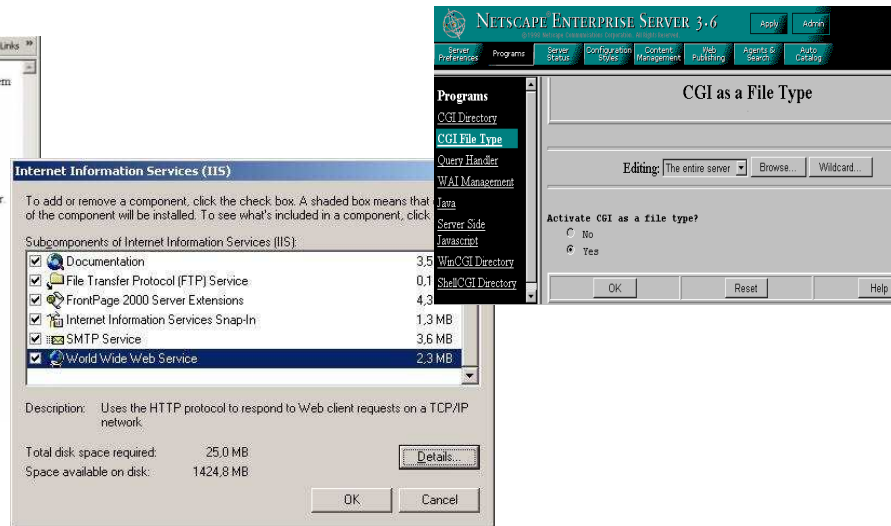 Links »
em
r
Internet Information Services (IIS)
To add or remove a component, click the check box. A shaded box means that
of the component will be installed. To see what's included in a component, click
Subcomponents of Internet Information Services (IIS):
Documentation 3,5
File Transfer Protocol (FTP) Service 0,1
FrontPage 2000 Server Extensions 4,3
Internet Information Services Snap-In 1,3 MB
SMTP Service 3,6 MB
World Wide Web Service 2,3 MB
Description: Uses the HTTP protocol to respond to Web client requests on a TCP/IP
network.
Total disk space required: 25,0 MB
Space available on disk: 1424,8 MB
Details...
OK Cancel
NETSCAPE ENTERPRISE SERVER 3.6
Apply Admin
Server Preferences
Programs
Server Status
Configuration Styles
Content Management
Web Publishing
Agents & Search
Auto Catalog
Programs
CGI Directory
CGI File Type
Query Handler
WAI Management
Java
Server Side
Javascript
WinCGI Directory
ShellCGI Directory
CGI as a File Type
Editing: The entire server Browse... Wildcard...
Activate CGI as a file type?
No
Yes
OK Reset Help